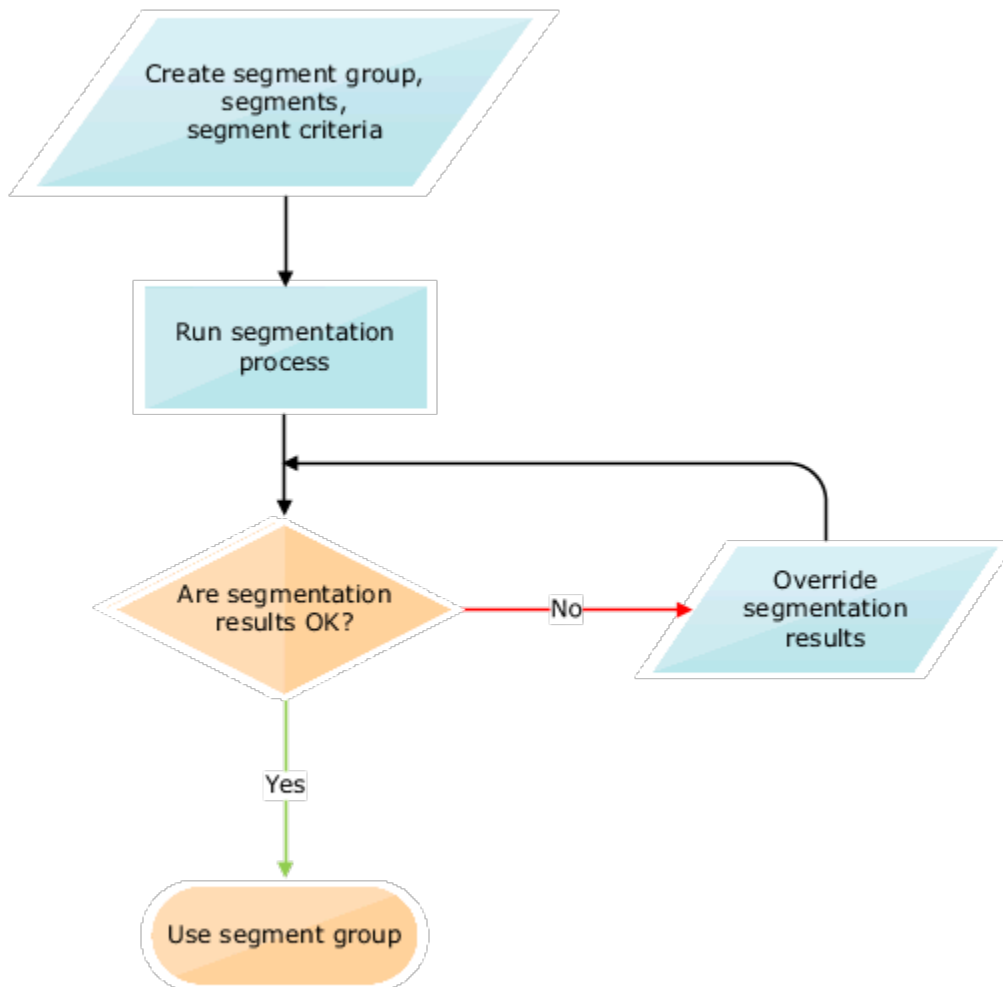 Create segment group,
segments,
segment criteria
Run segmentation
process
Are segmentation
results OK?
No
Override
segmentation
results
Yes
Use segment group